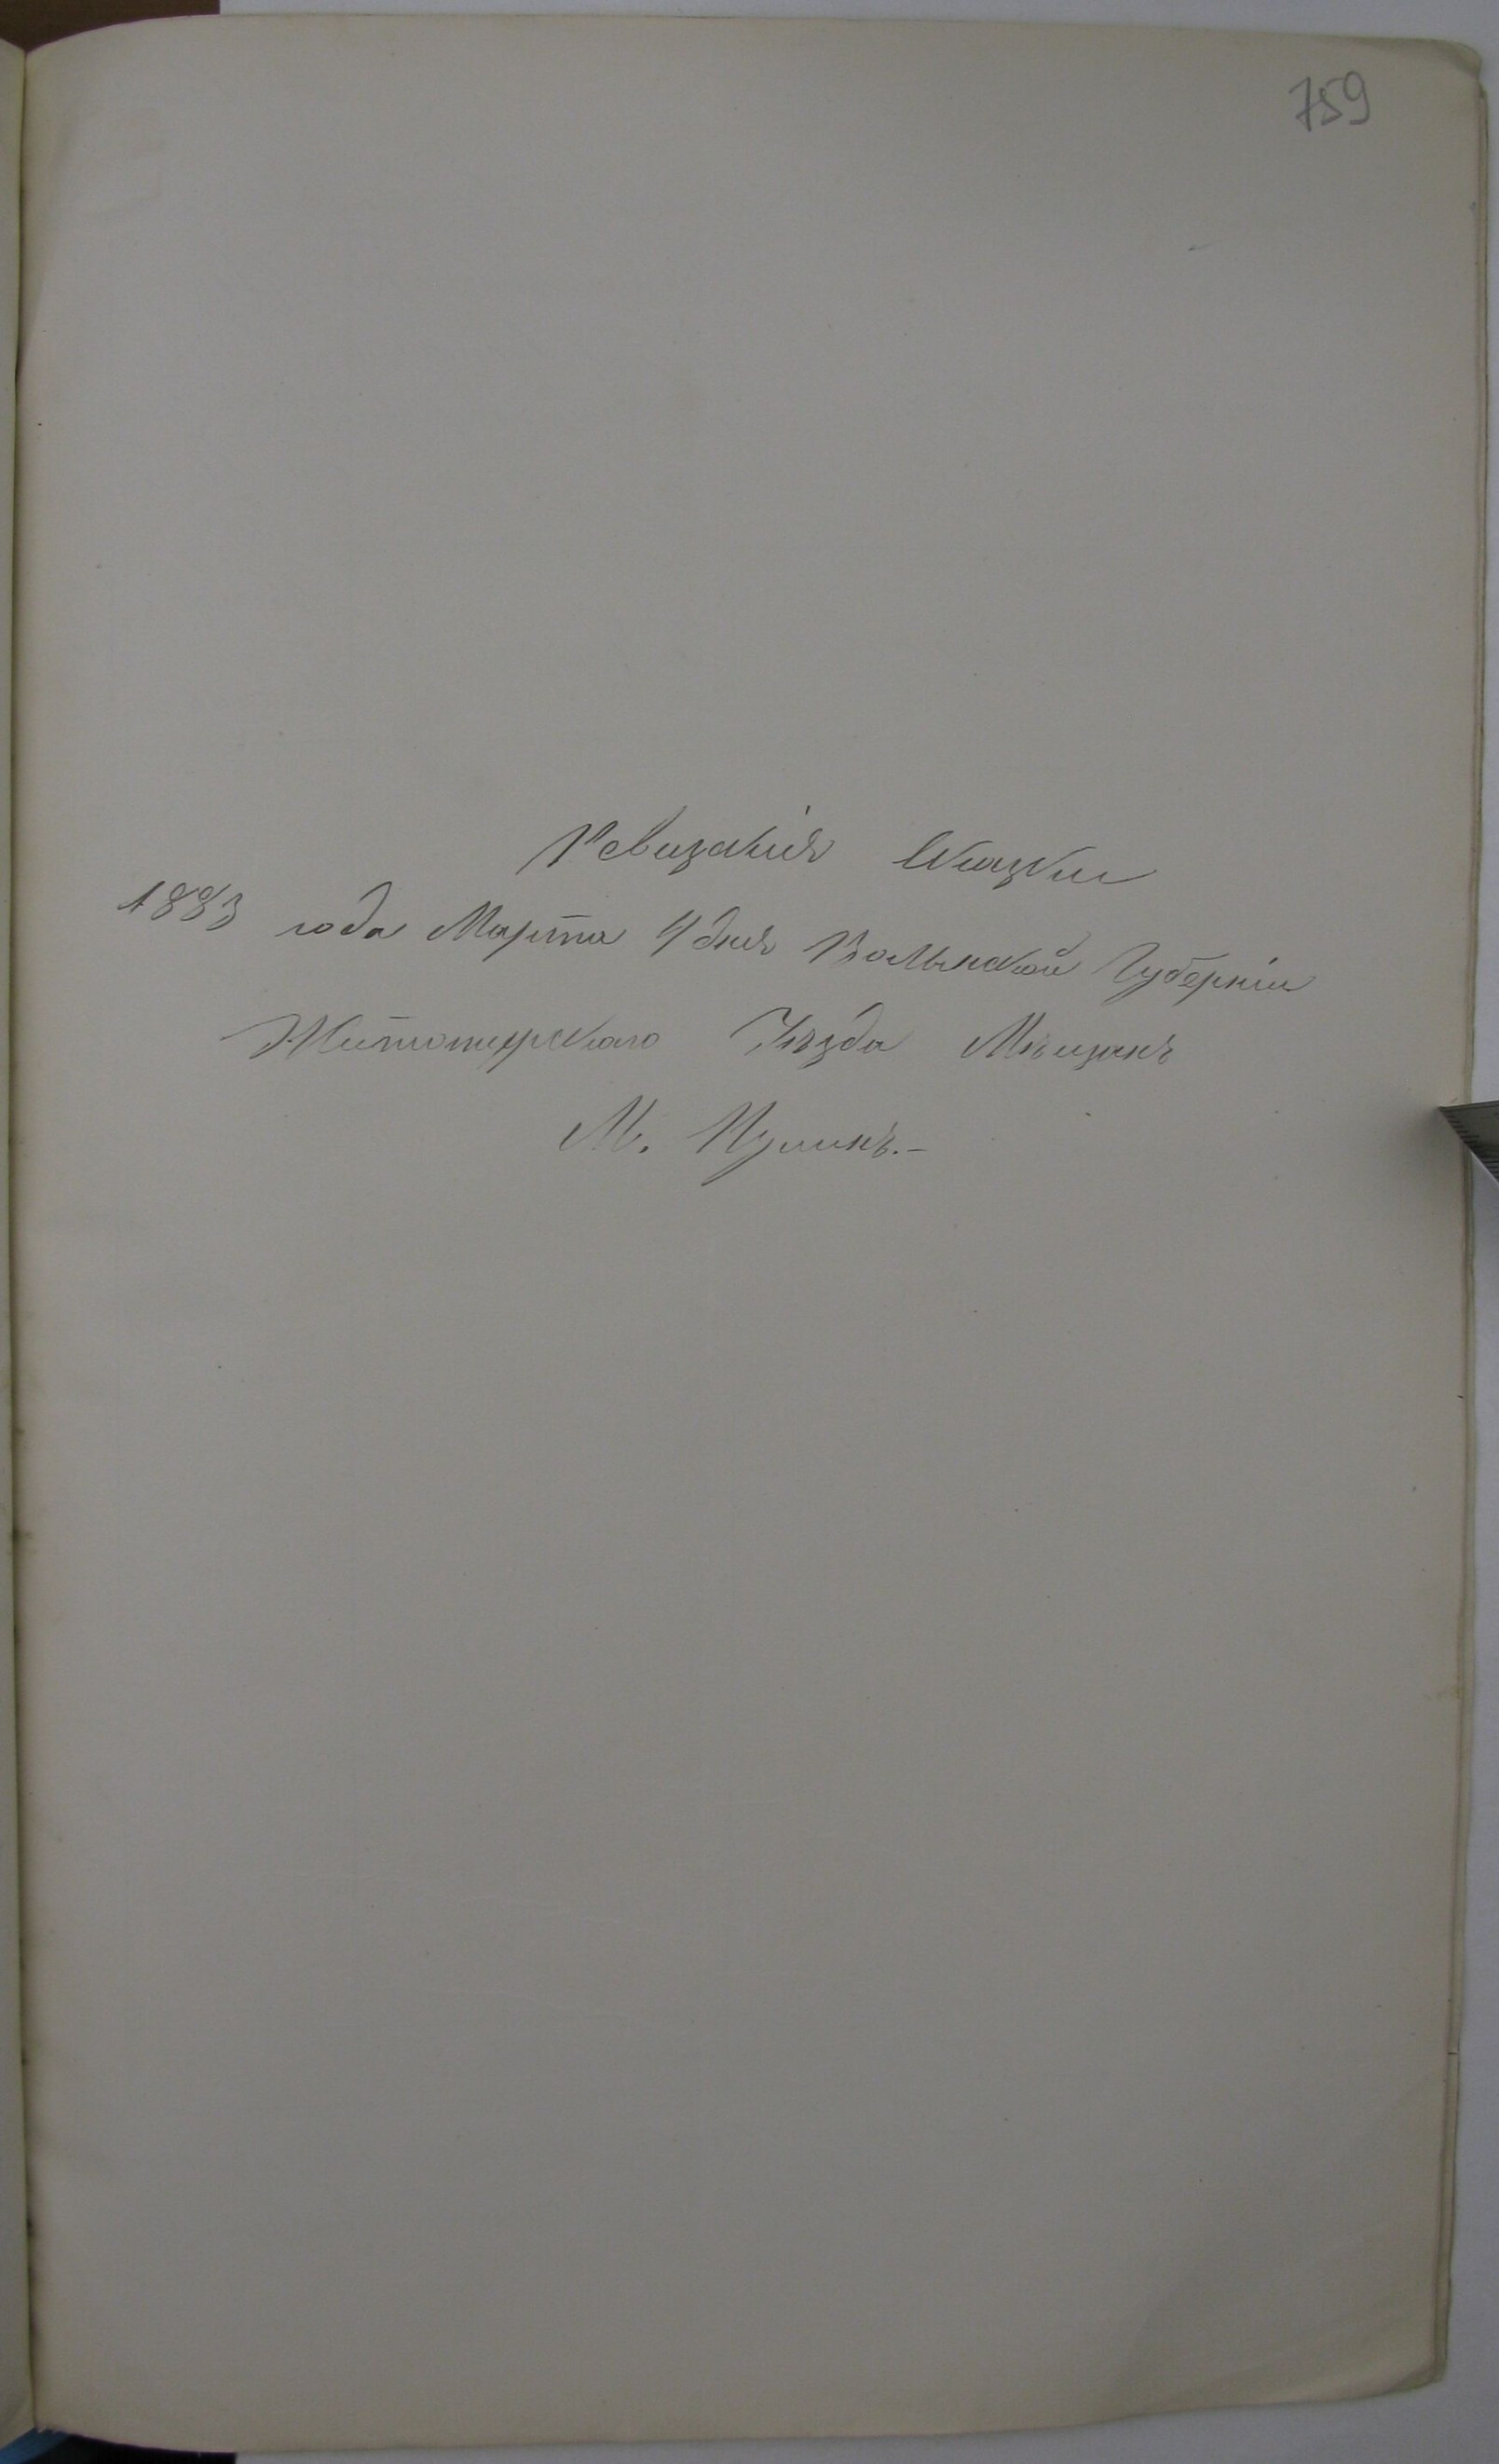 759
Ревизскія Сказки
1883 года Марта 4 дня Волынской Губерніи
Житомирскаго Уѣзда Мѣщанъ
М. Пулинъ.-